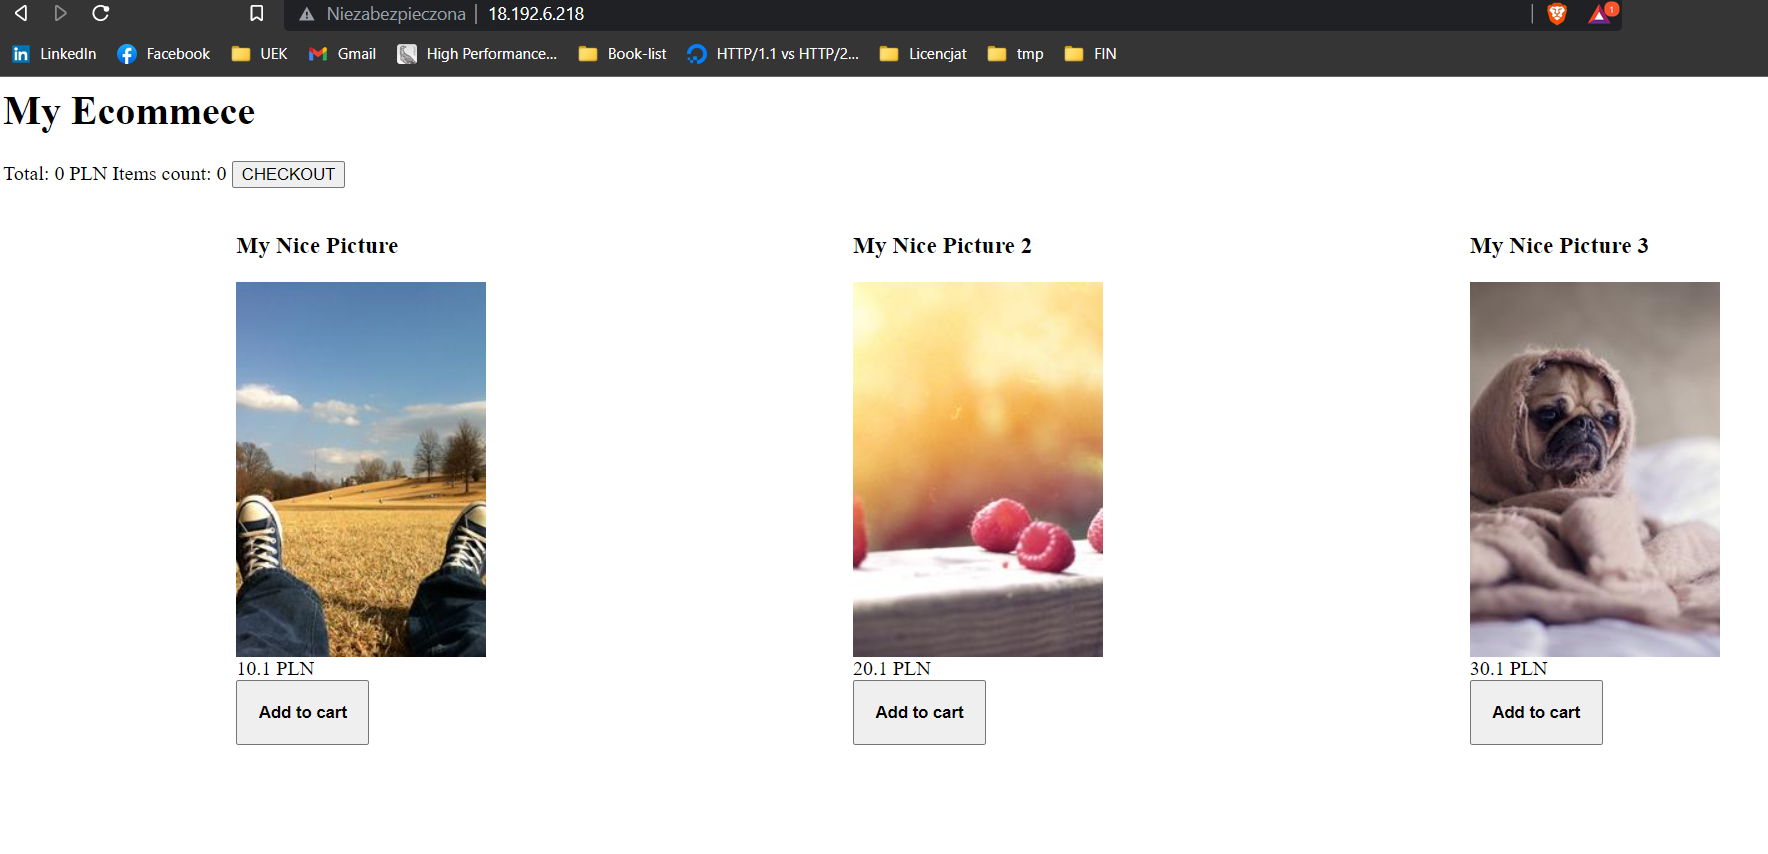 Niezabezpieczona 18.192.6.218
LinkedIn Facebook UEK Gmail High Performance... Book-list HTTP/1.1 vs HTTP/2... Licencjat tmp FIN
My Ecommece
Total: 0 PLN Items count: 0 CHECKOUT
My Nice Picture
My Nice Picture 2
My Nice Picture 3
10.1 PLN
20.1 PLN
30.1 PLN
Add to cart
Add to cart
Add to cart